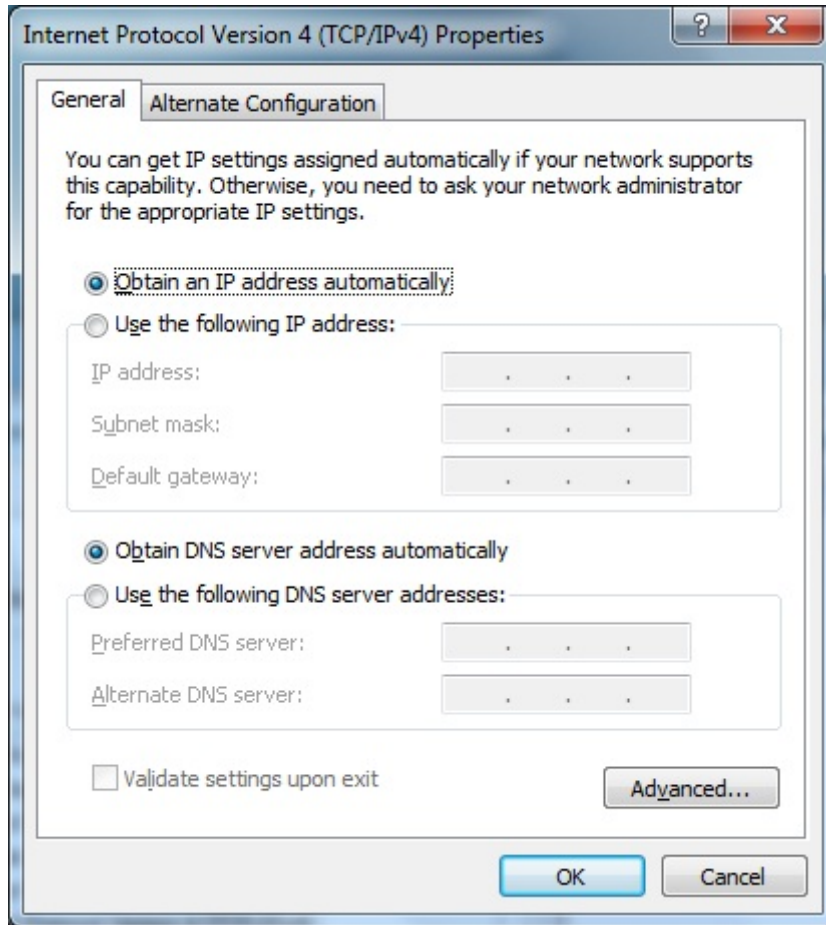 Internet Protocol Version 4 (TCP/IPv4) Properties
?
X
General
Alternate Configuration
You can get IP settings assigned automatically if your network supports
this capability. Otherwise, you need to ask your network administrator
for the appropriate IP settings.
Obtain an IP address automatically
Use the following IP address:
IP address:
. . .
Subnet mask:
. . .
Default gateway:
. . .
Obtain DNS server address automatically
Use the following DNS server addresses:
Preferred DNS server:
. . .
Alternate DNS server:
. . .
Validate settings upon exit
Advanced...
OK
Cancel